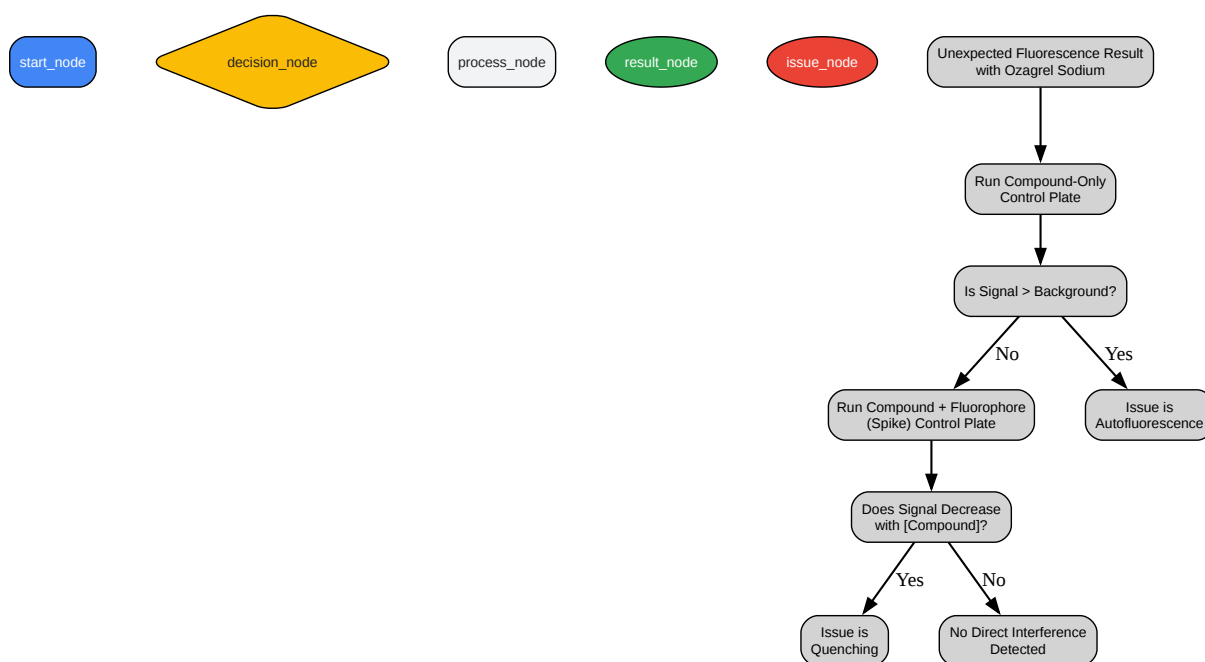 start_node
decision_node
process_node
result_node
issue_node
Unexpected Fluorescence Result
with Ozagrel Sodium
Run Compound-Only
Control Plate
Is Signal > Background?
No
Yes
Run Compound + Fluorophore
(Spike) Control Plate
Issue is
Autofluorescence
Does Signal Decrease
with [Compound]?
Yes
No
Issue is
Quenching
No Direct Interference
Detected